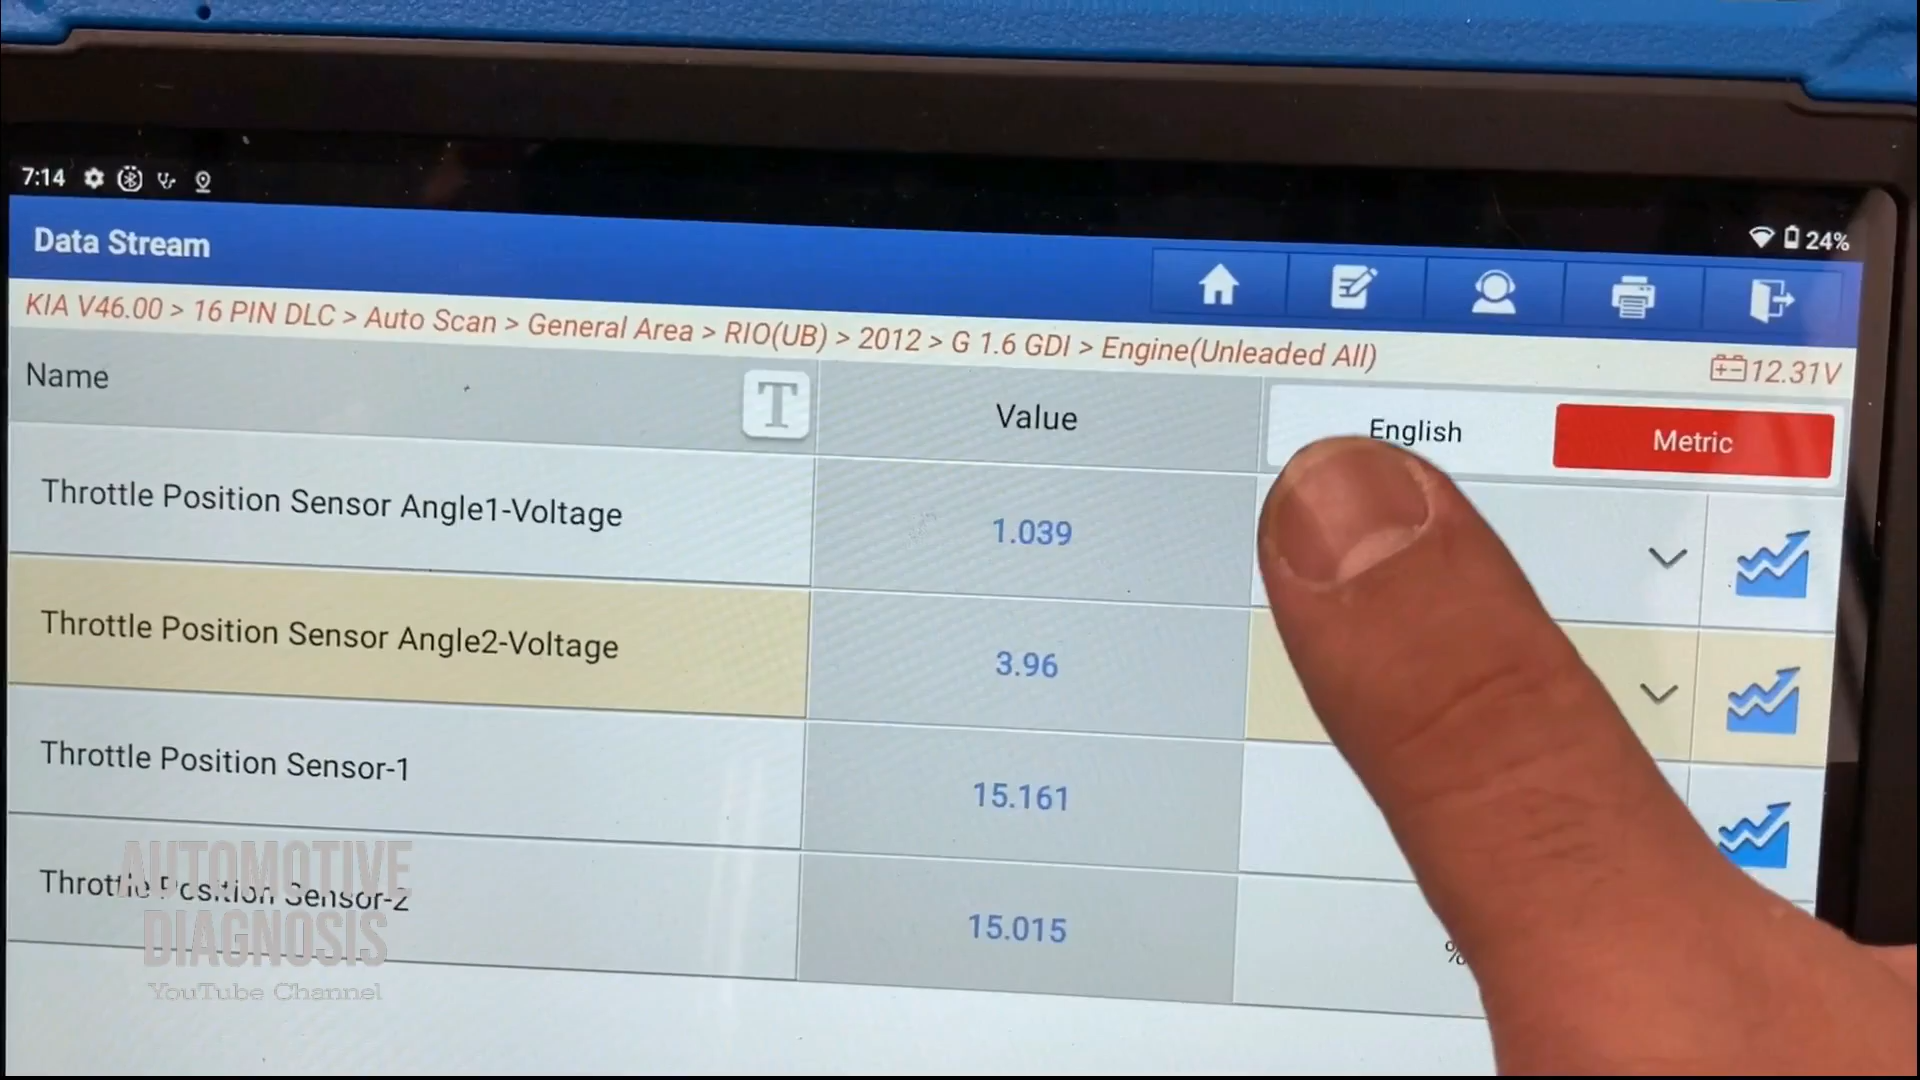 7:14
24%
Data Stream
KIA V46.00 > 16 PIN DLC > Auto Scan > General Area > RIO(UB) > 2012 > G 1.6 GDI > Engine(Unleaded All)
12.31V
Name T Value English Metric
Throttle Position Sensor Angle1-Voltage 1.039
Throttle Position Sensor Angle2-Voltage 3.96
Throttle Position Sensor-1 15.161
Throttle Position Sensor-2 15.015 %
AUTOMOTIVE
DIAGNOSIS
YouTube Channel